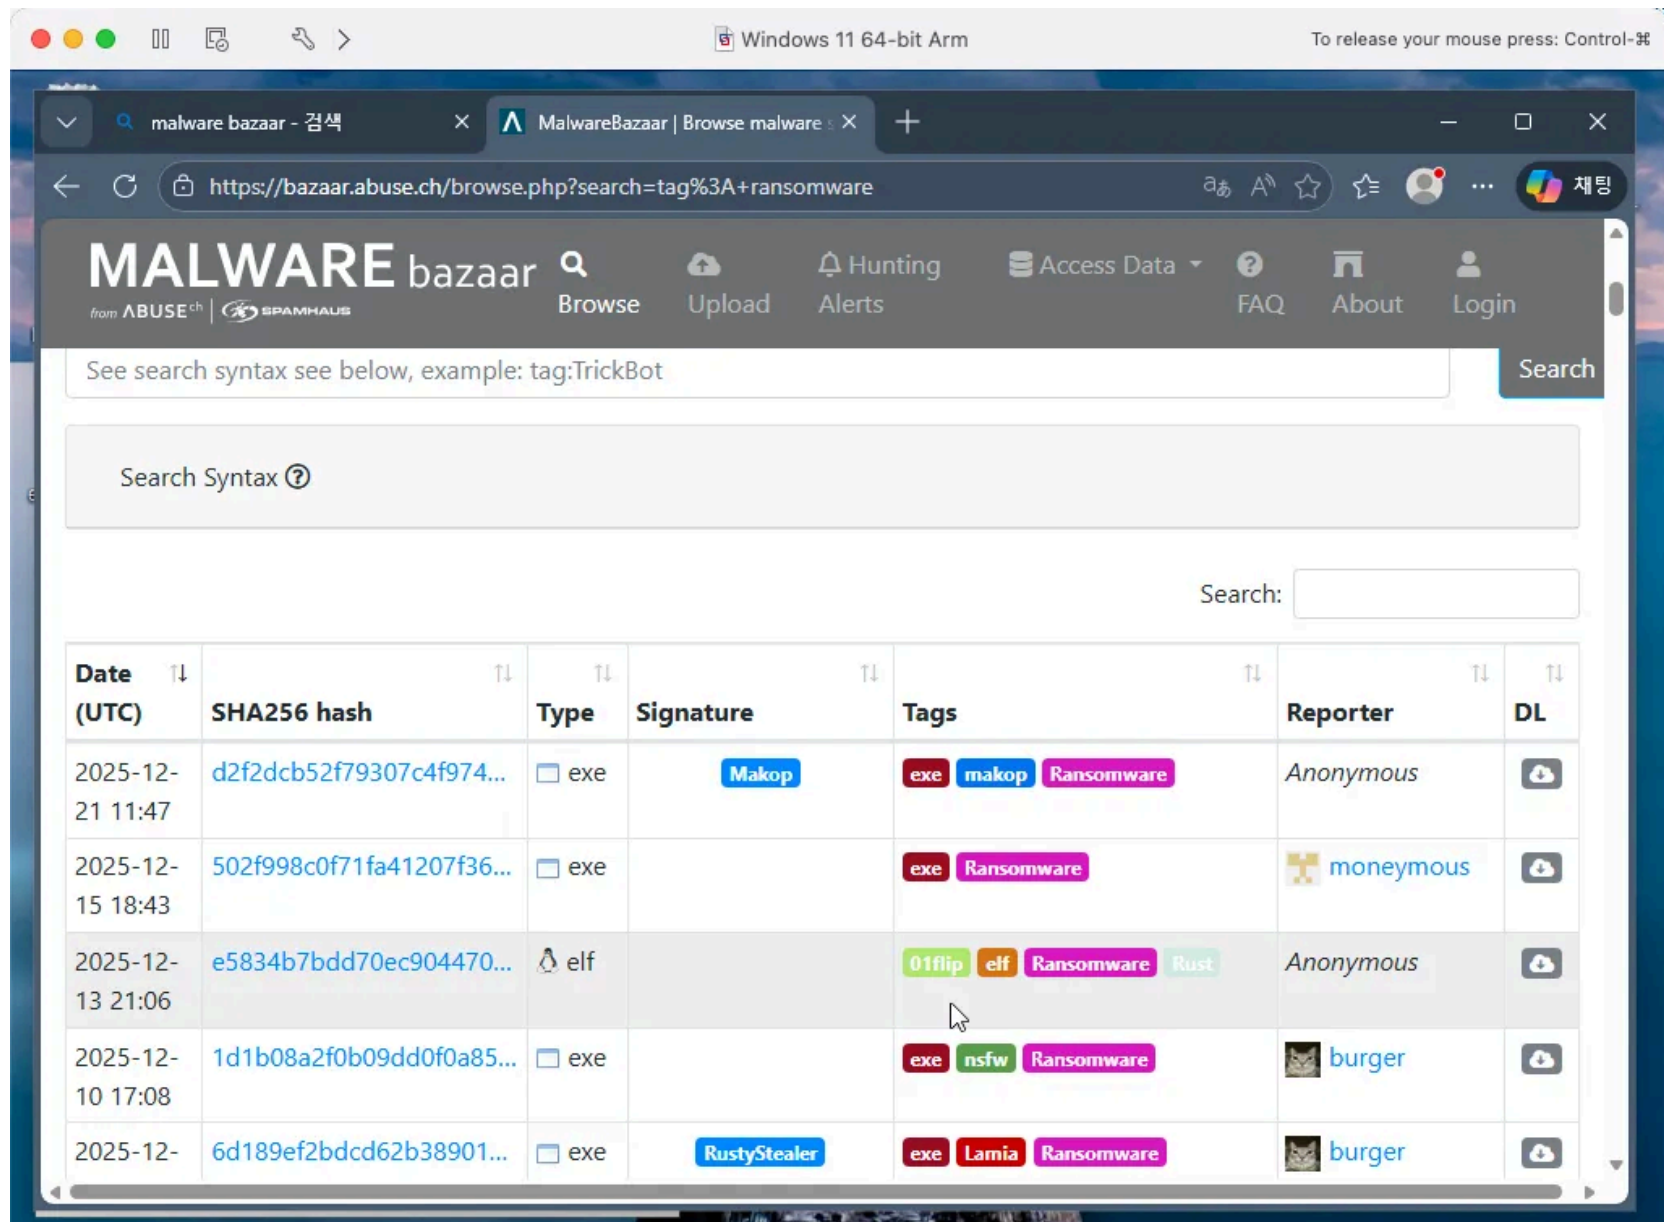 Windows 11 64-bit Arm
To release your mouse press: Control-⌘
malware bazaar - 검색
MalwareBazaar | Browse malware s
https://bazaar.abuse.ch/browse.php?search=tag%3A+ransomware
채팅
MALWARE bazaar
from ABUSE ch | SPAMHAUS
Browse
Upload
Hunting Alerts
Access Data
FAQ
About
Login
See search syntax see below, example: tag:TrickBot
Search
Search Syntax
Search:
Date (UTC) SHA256 hash Type Signature Tags Reporter DL
2025-12-21 11:47 d2f2dcb52f79307c4f974... exe Makop exe makop Ransomware Anonymous
2025-12-15 18:43 502f998c0f71fa41207f36... exe exe Ransomware moneymous
2025-12-13 21:06 e5834b7bdd70ec904470... elf 01flip elf Ransomware Rust Anonymous
2025-12-10 17:08 1d1b08a2f0b09dd0f0a85... exe exe nsfw Ransomware burger
2025-12- 6d189ef2bdcd62b38901... exe RustyStealer exe Lamia Ransomware burger